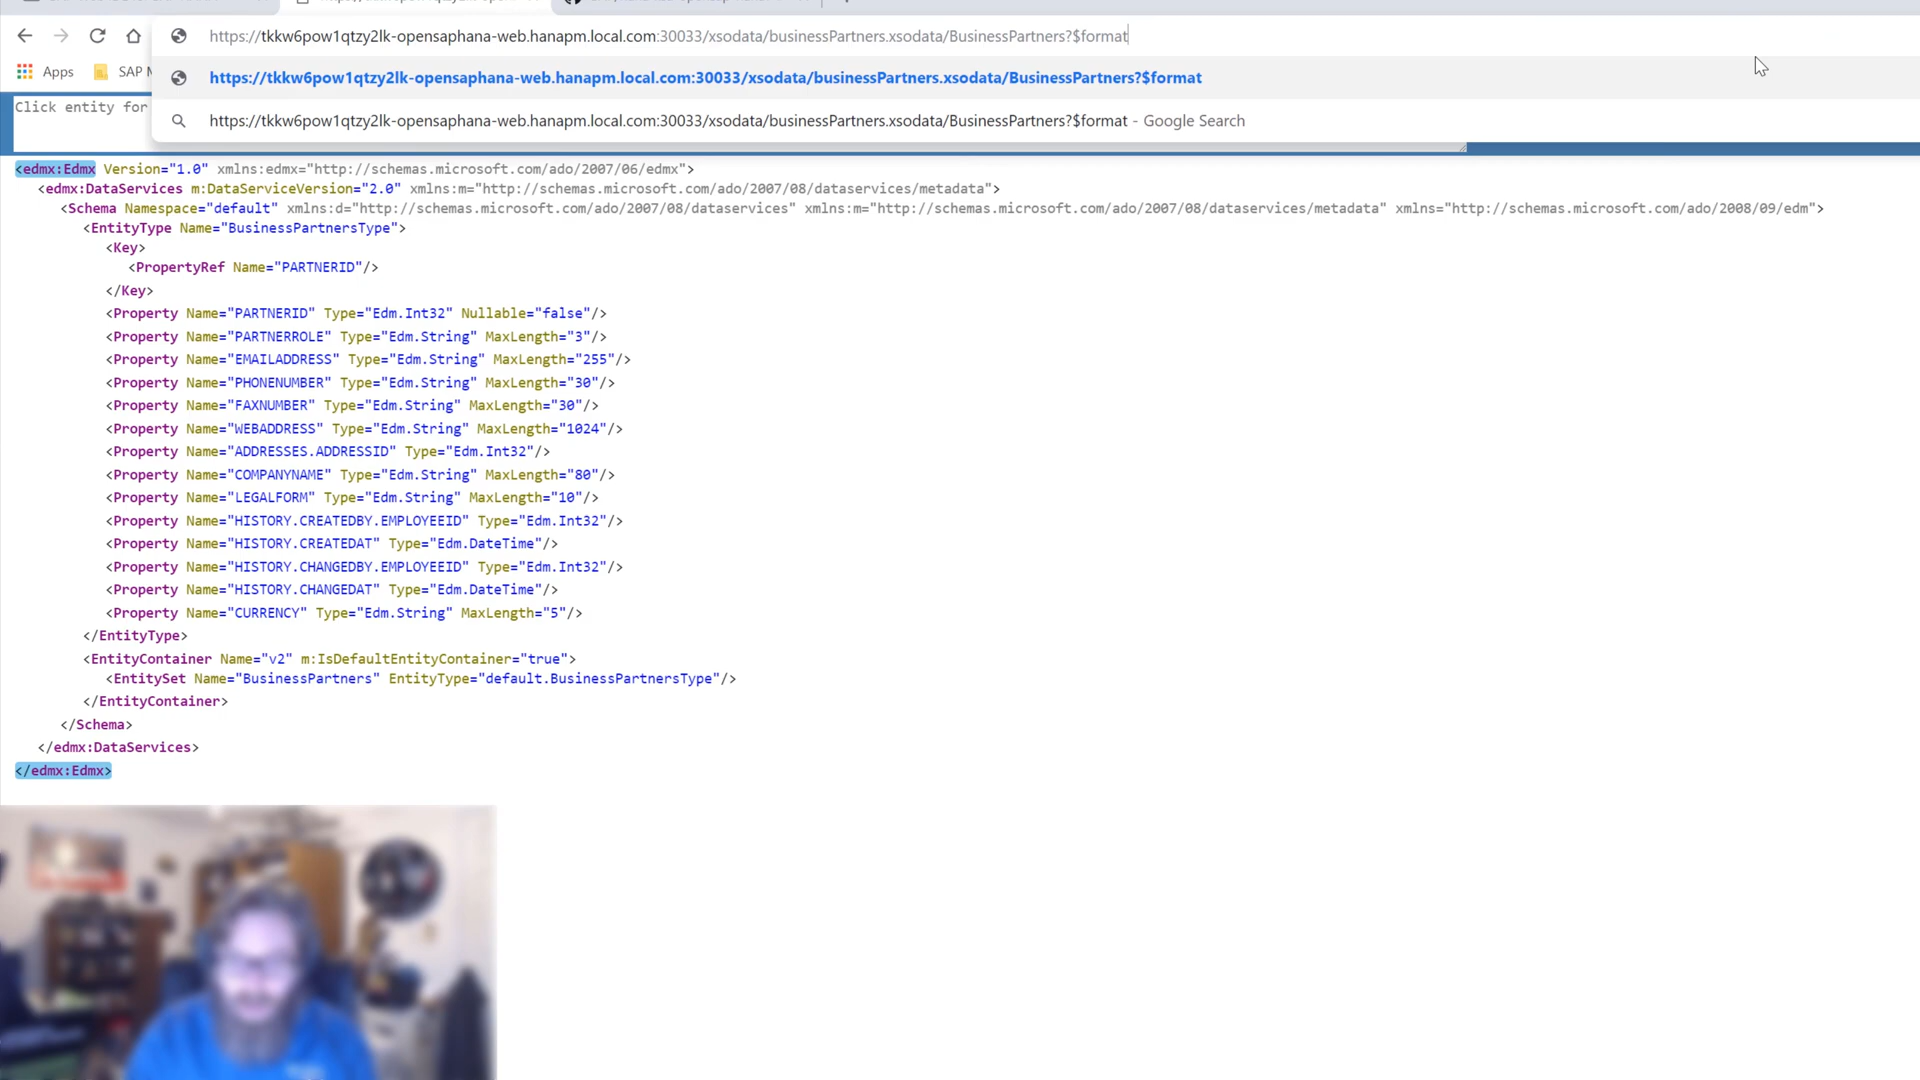 https://tkkw6pow1qtzy2lk-opensaphana-web.hanapm.local.com:30033/xsodata/businessPartners.xsodata/BusinessPartners?$format
Apps SAP M
https://tkkw6pow1qtzy2lk-opensaphana-web.hanapm.local.com:30033/xsodata/businessPartners.xsodata/BusinessPartners?$format
https://tkkw6pow1qtzy2lk-opensaphana-web.hanapm.local.com:30033/xsodata/businessPartners.xsodata/BusinessPartners?$format - Google Search
Click entity for
<edmx:Edmx Version="1.0" xmlns:edmx="http://schemas.microsoft.com/ado/2007/06/edmx">
<edmx:DataServices m:DataServiceVersion="2.0" xmlns:m="http://schemas.microsoft.com/ado/2007/08/dataservices/metadata">
<Schema Namespace="default" xmlns:d="http://schemas.microsoft.com/ado/2007/08/dataservices" xmlns:m="http://schemas.microsoft.com/ado/2007/08/dataservices/metadata" xmlns="http://schemas.microsoft.com/ado/2008/09/edm">
<EntityType Name="BusinessPartnersType">
<Key>
<PropertyRef Name="PARTNERID"/>
</Key>
<Property Name="PARTNERID" Type="Edm.Int32" Nullable="false"/>
<Property Name="PARTNERROLE" Type="Edm.String" MaxLength="3"/>
<Property Name="EMAILADDRESS" Type="Edm.String" MaxLength="255"/>
<Property Name="PHONENUMBER" Type="Edm.String" MaxLength="30"/>
<Property Name="FAXNUMBER" Type="Edm.String" MaxLength="30"/>
<Property Name="WEBADDRESS" Type="Edm.String" MaxLength="1024"/>
<Property Name="ADDRESSES.ADDRESSID" Type="Edm.Int32"/>
<Property Name="COMPANYNAME" Type="Edm.String" MaxLength="80"/>
<Property Name="LEGALFORM" Type="Edm.String" MaxLength="10"/>
<Property Name="HISTORY.CREATEDBY.EMPLOYEEID" Type="Edm.Int32"/>
<Property Name="HISTORY.CREATEDAT" Type="Edm.DateTime"/>
<Property Name="HISTORY.CHANGEDBY.EMPLOYEEID" Type="Edm.Int32"/>
<Property Name="HISTORY.CHANGEDAT" Type="Edm.DateTime"/>
<Property Name="CURRENCY" Type="Edm.String" MaxLength="5"/>
</EntityType>
<EntityContainer Name="v2" m:IsDefaultEntityContainer="true">
<EntitySet Name="BusinessPartners" EntityType="default.BusinessPartnersType"/>
</EntityContainer>
</Schema>
</edmx:DataServices>
</edmx:Edmx>